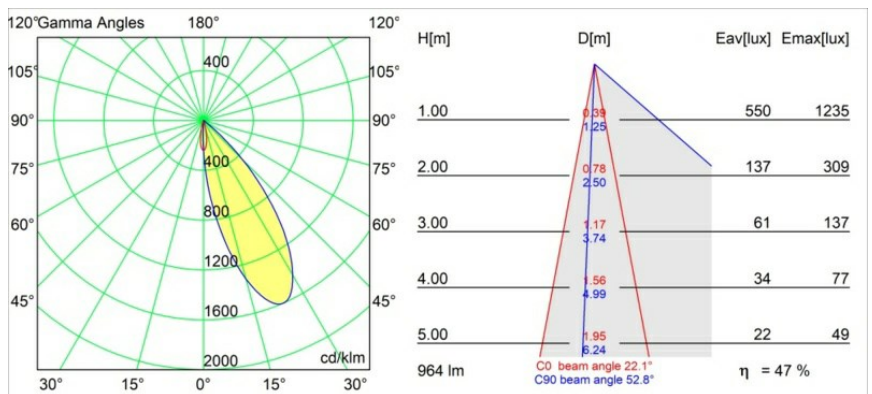 120° Gamma Angles 180° 120°
400
105° 105°
90° 90°
75° 400 75°
800
60° 60°
1200
45° 1600 45°
2000 cd/klm
30° 15° 0° 15° 30°
H[m] D[m] Eav[lux] Emax[lux]
1.00 0.39 550 1235
1.25
2.00 0.78 137 309
2.50
3.00 1.17 61 137
3.74
4.00 1.56 34 77
4.99
5.00 1.95 22 49
6.24
964 lm C0 beam angle 22.1° η = 47 %
C90 beam angle 52.8°